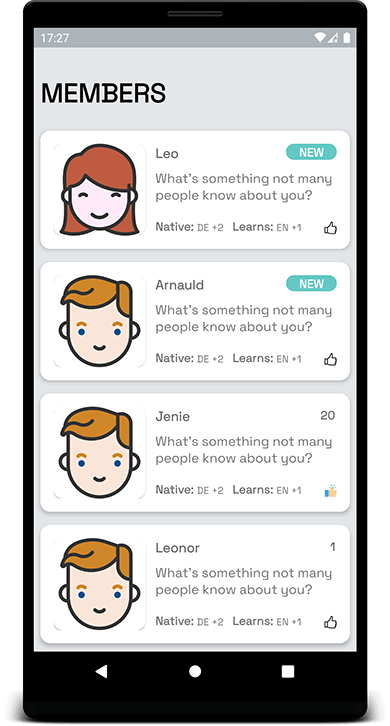 17:27
MEMBERS
Leo NEW
What's something not many
people know about you?
Native: DE +2 Learns: EN +1
Arnauld NEW
What's something not many
people know about you?
Native: DE +2 Learns: EN +1
Jenie 20
What's something not many
people know about you?
Native: DE +2 Learns: EN +1
Leonor 1
What's something not many
people know about you?
Native: DE +2 Learns: EN +1